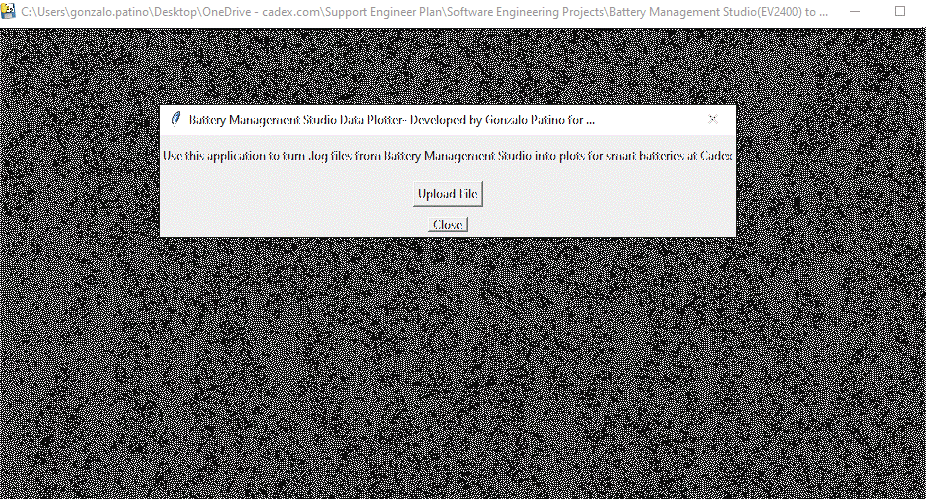 C:\Users\gonzalo.patino\Desktop\OneDrive - cadex.com\Support Engineer Plan\Software Engineering Projects\Battery Management Studio(EV2400) to ...
Battery Management Studio Data Plotter- Developed by Gonzalo Patino for ...
Use this application to turn .log files from Battery Management Studio into plots for smart batteries at Cadex
Upload File
Close